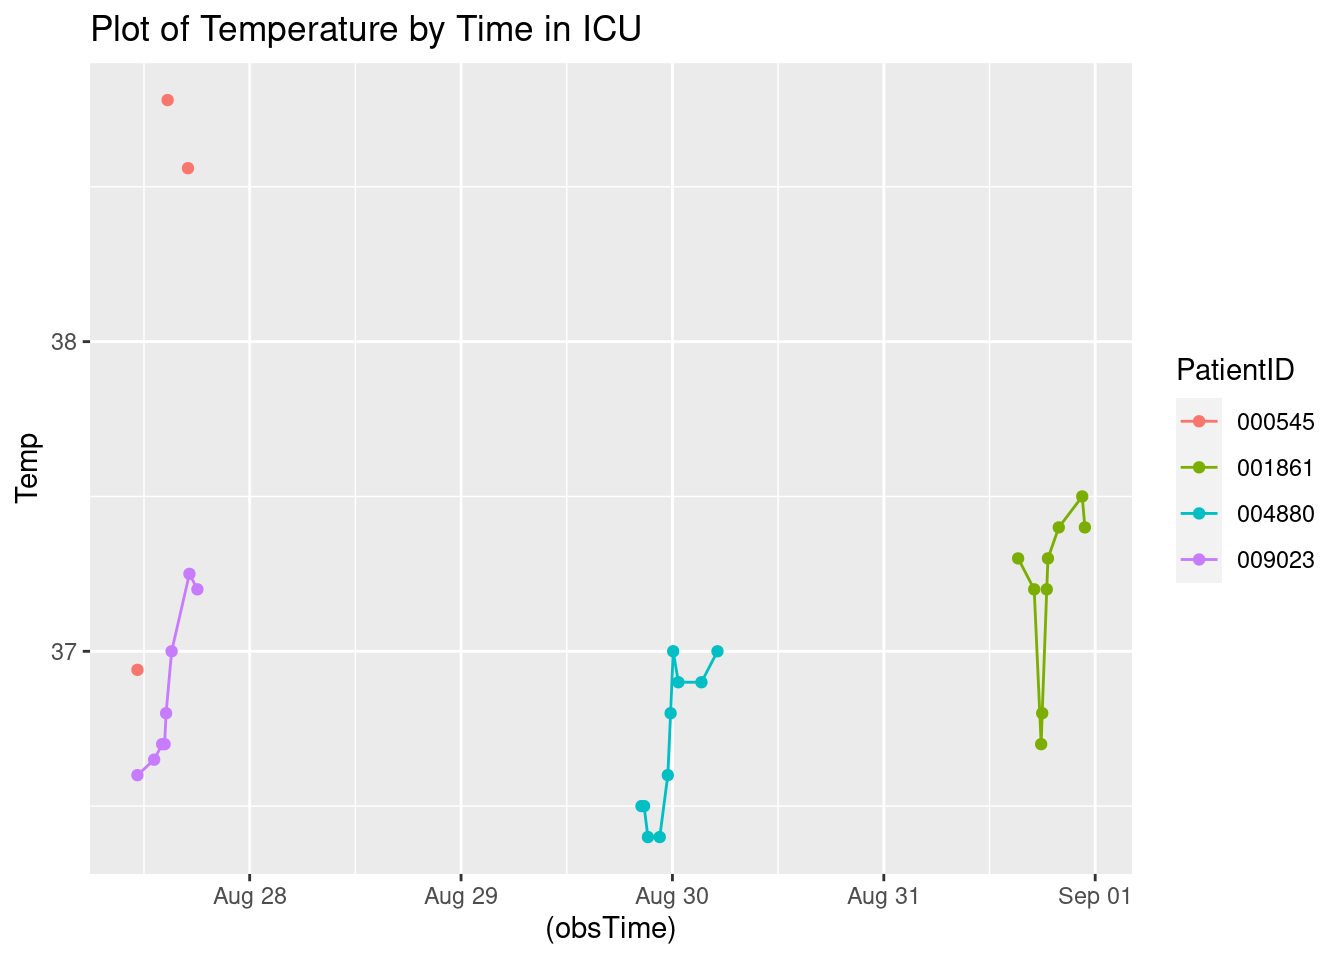 Plot of Temperature by Time in ICU
Temp
38
37
Aug 28
Aug 29
Aug 30
Aug 31
Sep 01
(obsTime)
PatientID
000545
001861
004880
009023